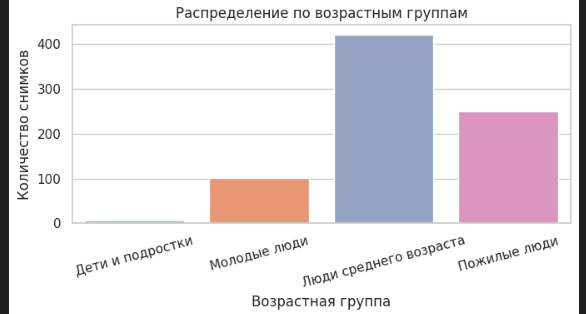 Распределение по возрастным группам
Количество снимков
400
300
200
100
0
Дети и подростки
Молодые люди
Люди среднего возраста
Пожилые люди
Возрастная группа